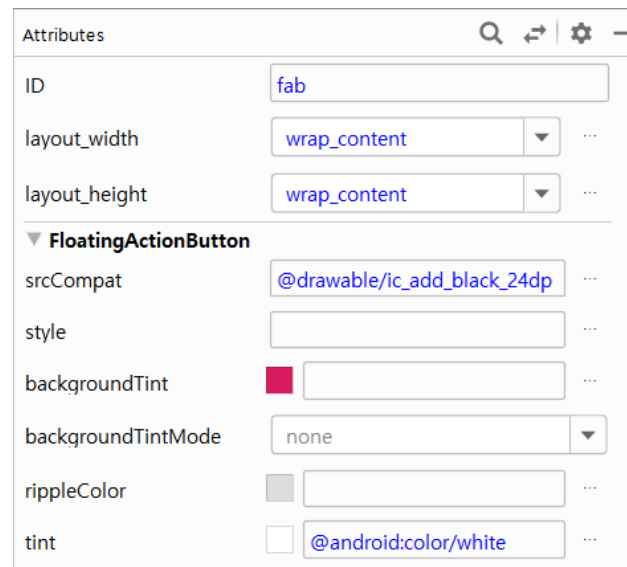 Attributes
ID fab
layout_width wrap_content
layout_height wrap_content
FloatingActionButton
srcCompat @drawable/ic_add_black_24dp
style
backgroundTint
backgroundTintMode none
rippleColor
tint @android:color/white